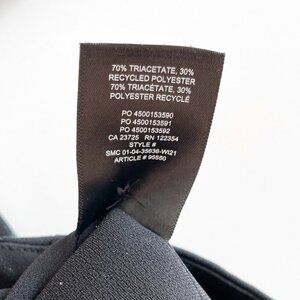 70% TRIACETATE, 30%
RECYCLED POLYESTER
70% TRIACÉTATE, 30%
POLYESTER RECYCLÉ
PO 4500153590
PO 4500153591
PO 4500153592
CA 23725 RN 122354
STYLE #
SMC 01-04-35636-WI21
ARTICLE # 95550